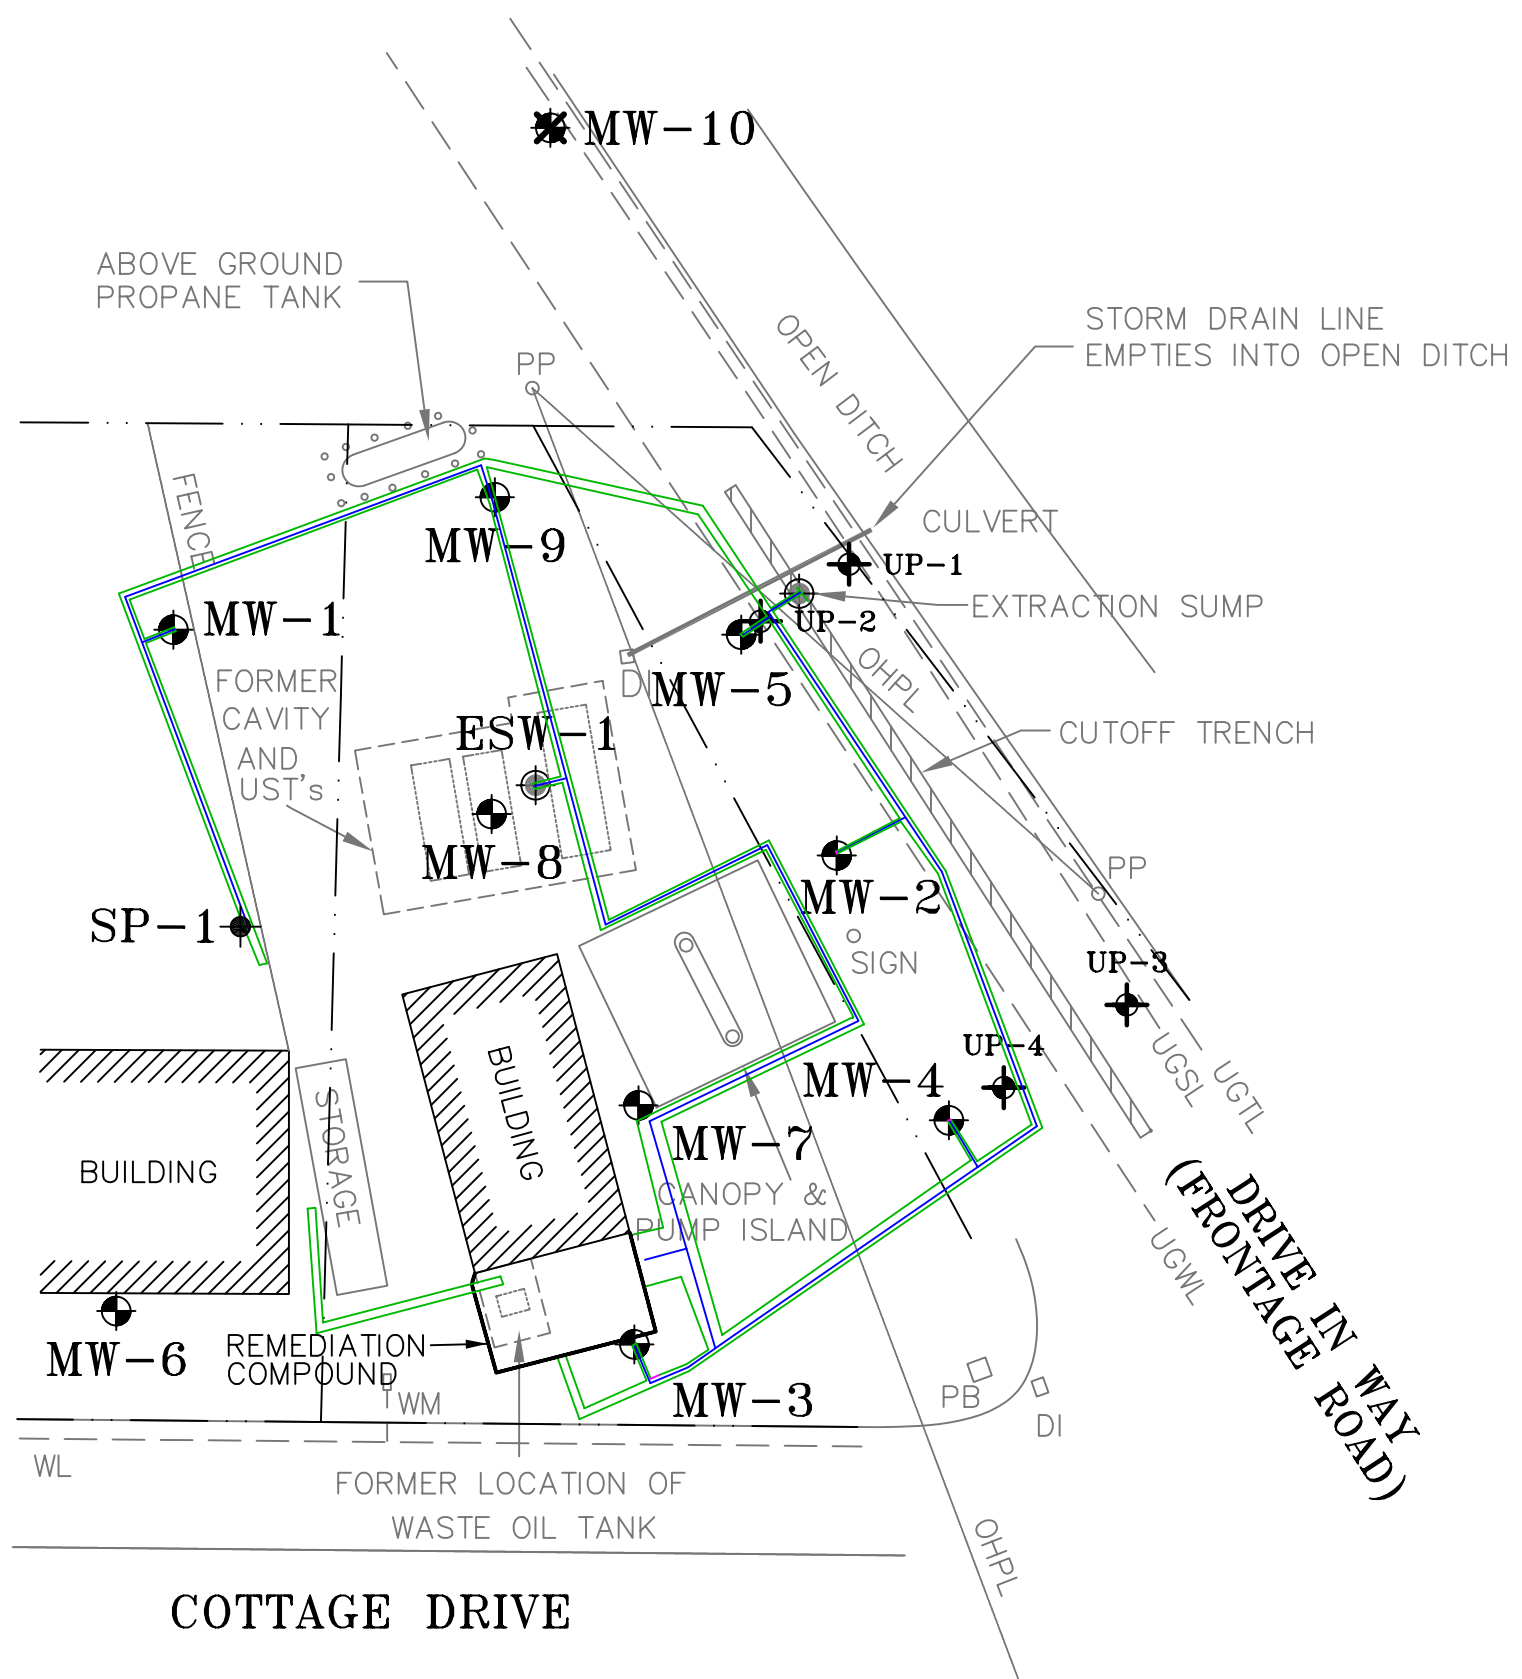 MW-10
ABOVE GROUND
PROPANE TANK
STORM DRAIN LINE
EMPTIES INTO OPEN DITCH
OPEN DITCH
PP
FENCE
CULVERT
MW-9
UP-1
EXTRACTION SUMP
MW-1
UP-2
OHPL
DI
MW-5
FORMER
CAVITY
AND
UST's
ESW-1
CUTOFF TRENCH
MW-8
PP
MW-2
SP-1
SIGN
UP-3
UP-4
UGSL
UGTL
MW-4
BUILDING
STORAGE
BUILDING
MW-7
CANOPY &
PUMP ISLAND
UGWL
DRIVE IN WAY
(FRONTAGE ROAD)
MW-6
REMEDIATION
COMPOUND
WM
MW-3
PB
DI
WL
FORMER LOCATION OF
WASTE OIL TANK
OHPL
COTTAGE DRIVE